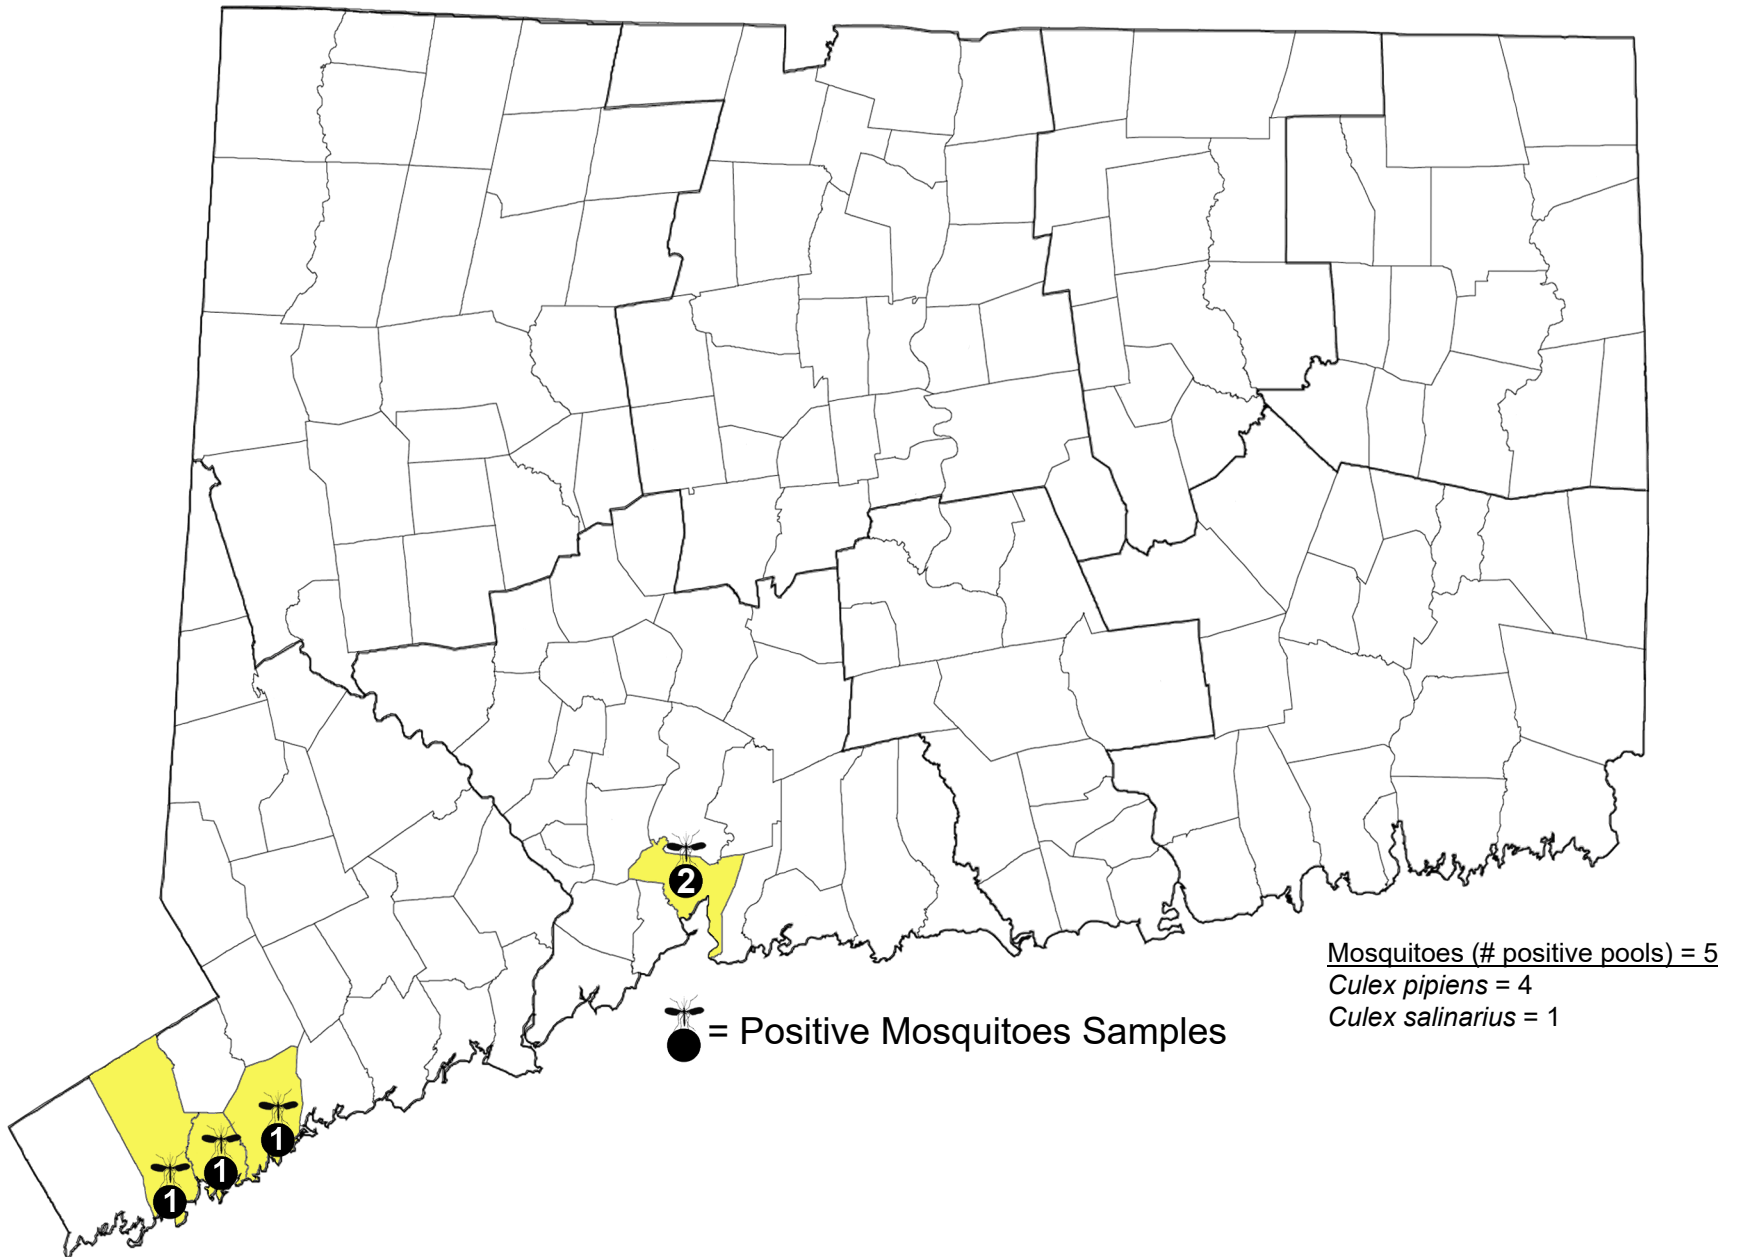 2
Mosquitoes (# positive pools) = 5
Culex pipiens = 4
Culex salinarius = 1
= Positive Mosquitoes Samples
1
1
1